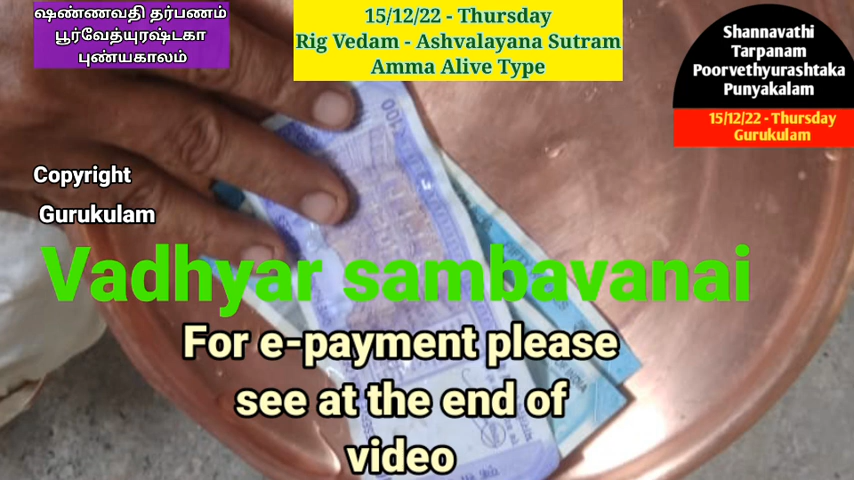 ஷண்ணவதி தர்பணம்
பூர்வேத்யுரஷ்டகா
புண்யகாலம்
15/12/22 - Thursday
Rig Vedam - Ashvalayana Sutram
Amma Alive Type
Shannavathi
Tarpanam
Poorvethyurashtaka
Punyakalam
15/12/22 - Thursday
Gurukulam
100
Copyright
Gurukulam
Vadhyar sambavanai
For e-payment please
see at the end of
video